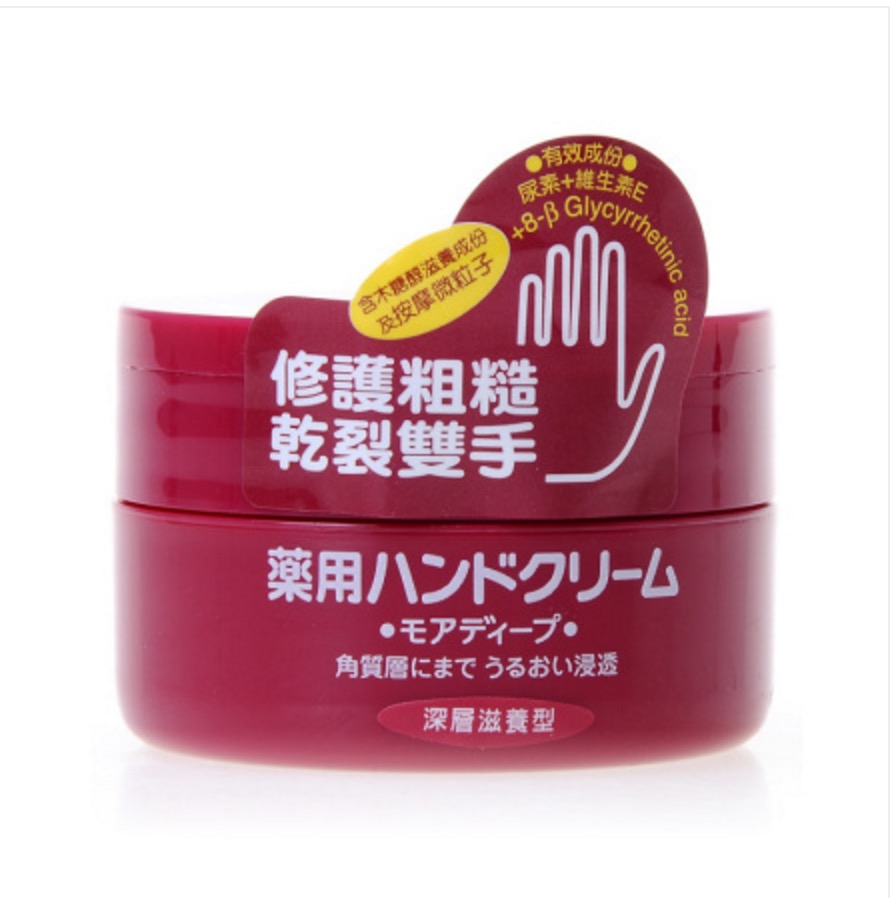 ●有效成份●
尿素+維生素E
+8-β Glycyrrhetinic acid
含木糖醇滋養成份
及按摩微粒子
修護粗糙
乾裂雙手
薬用ハンドクリーム
•モアディープ•
角質層にまで うるおい浸透
深層滋養型